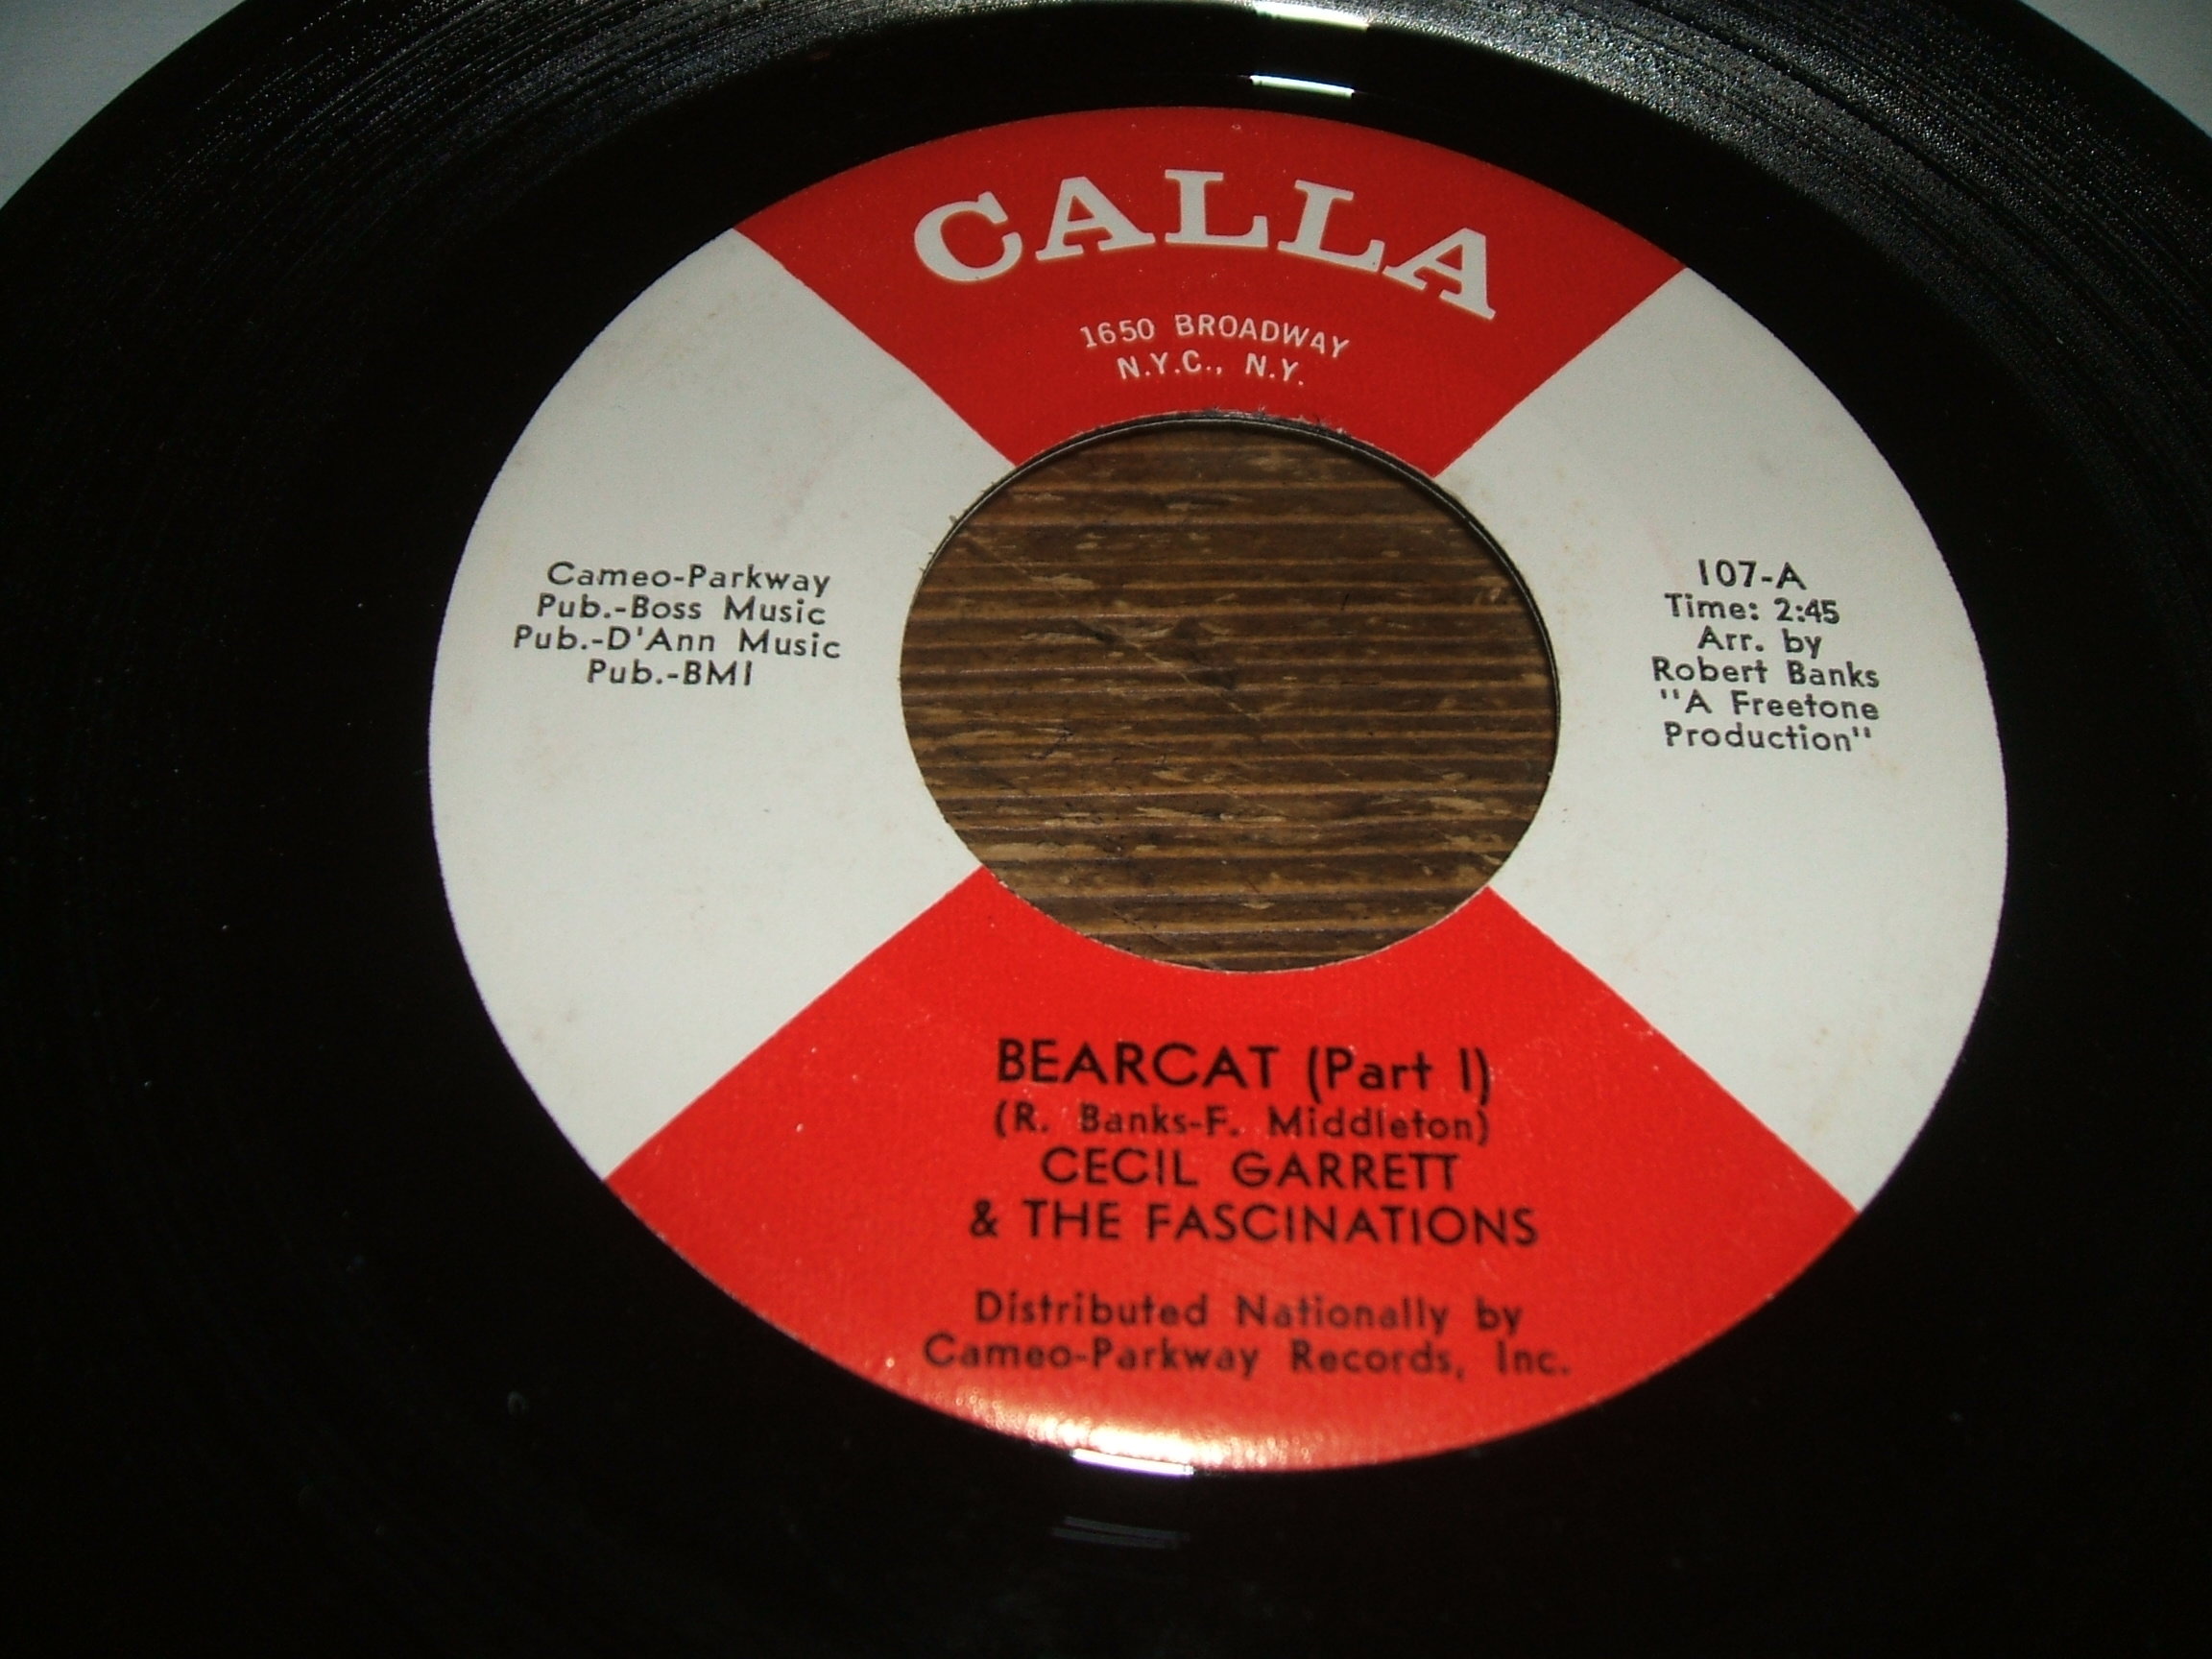 CALLA
1650 BROADWAY
N.Y.C., N.Y.
Cameo-Parkway
Pub.-Boss Music
Pub.-D'Ann Music
Pub.-BMI
107-A
Time: 2:45
Arr. by
Robert Banks
"A Freetone
Production"
BEARCAT (Part I)
(R. Banks-F. Middleton)
CECIL GARRETT
& THE FASCINATIONS
Distributed Nationally by
Cameo-Parkway Records, Inc.